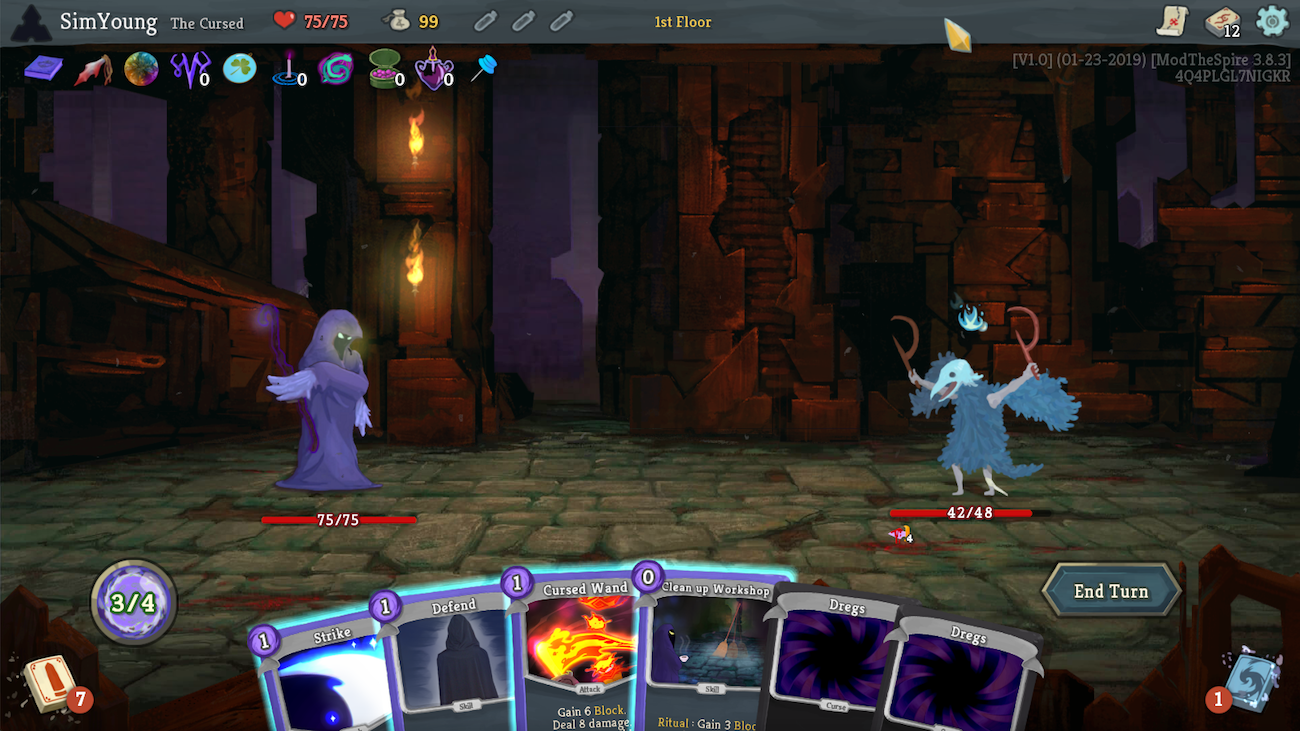 SimYoung The Cursed 75/75 99 1st Floor 12
[V1.0] (01-23-2019) [ModTheSpire 3.8.3]
4Q4PLGL7NIGKR
0 0 0 0
75/75
42/48
4
3/4
End Turn
7
1
1 Strike
1 Defend
Skill
1 Cursed Wand
Attack
Gain 6 Block.
Deal 8 damage
0 Clean up Workshop
Skill
Ritual : Gain 3 Bloc
Dregs
Curse
Dregs